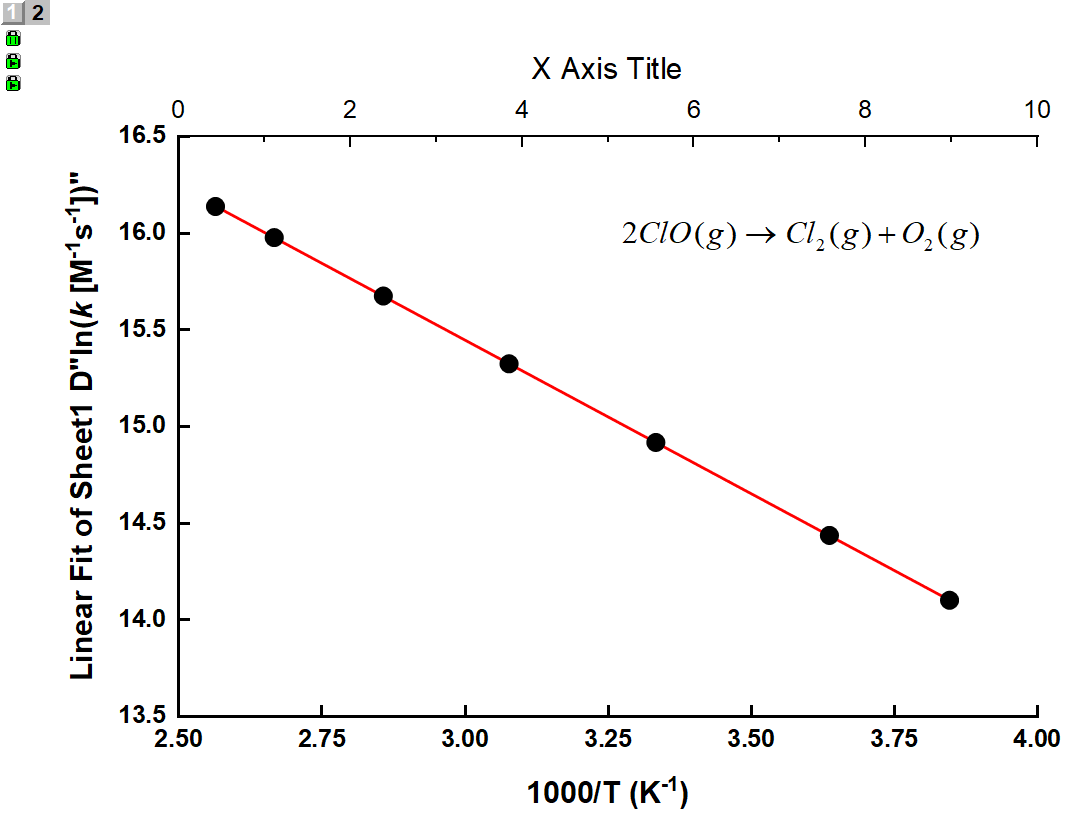 1 2
X Axis Title
0 2 4 6 8 10
16.5
16.0
15.5
15.0
14.5
14.0
13.5
Linear Fit of Sheet1 D"ln(k [M⁻¹s⁻¹])"
2ClO(g) → Cl₂(g) + O₂(g)
2.50 2.75 3.00 3.25 3.50 3.75 4.00
1000/T (K⁻¹)